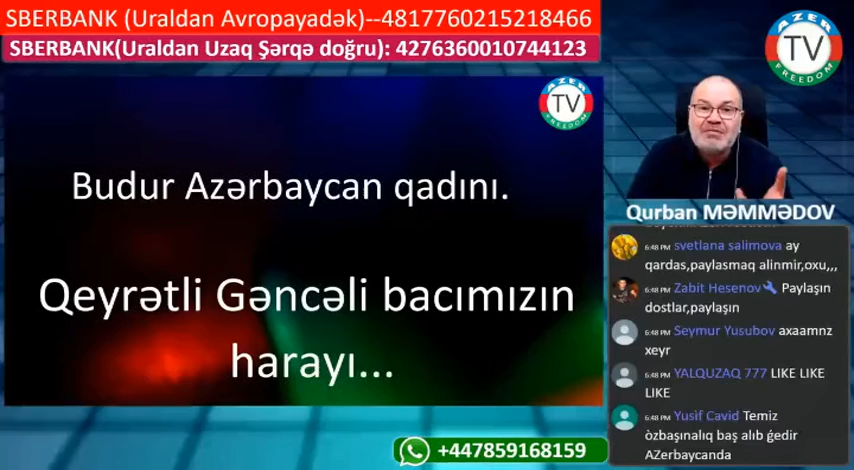 SBERBANK (Uraldan Avropayadək)--4817760215218466
SBERBANK(Uraldan Uzaq Şərqə doğru): 4276360010744123
AZER
TV
FREEDOM
AZER
TV
FREEDOM
Budur Azərbaycan qadını.
Qeyrətli Gəncəli bacımızın
harayı...
Qurban MƏMMƏDOV
6:48 PM svetlana salimova ay
qardas,paylasmaq alinmir,oxu,,,
6:48 PM Zabit Hesenov Paylaşın
dostlar,paylaşın
6:48 PM Seymur Yusubov axaamnz
xeyr
6:48 PM YALQUZAQ 777 LIKE LIKE
LIKE
6:48 PM Yusif Cavid Temiz
òzbaşınalıq baş alıb ģedir
AZerbaycanda
+447859168159